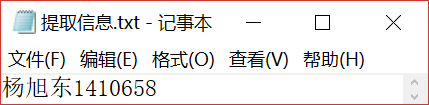 提取信息.txt - 记事本
文件(F) 编辑(E) 格式(O) 查看(V) 帮助(H)
杨旭东1410658